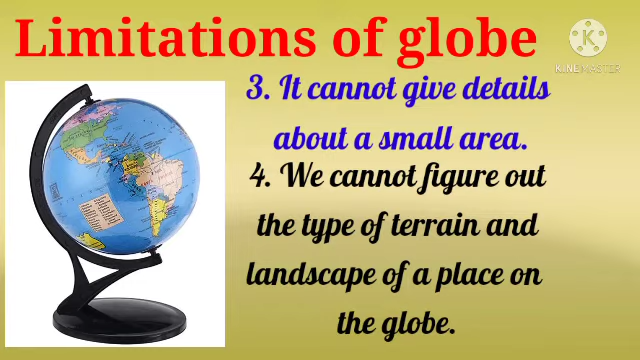 Limitations of globe
K
KINEMASTER
3. It cannot give details
about a small area.
4. We cannot figure out
the type of terrain and
landscape of a place on
the globe.